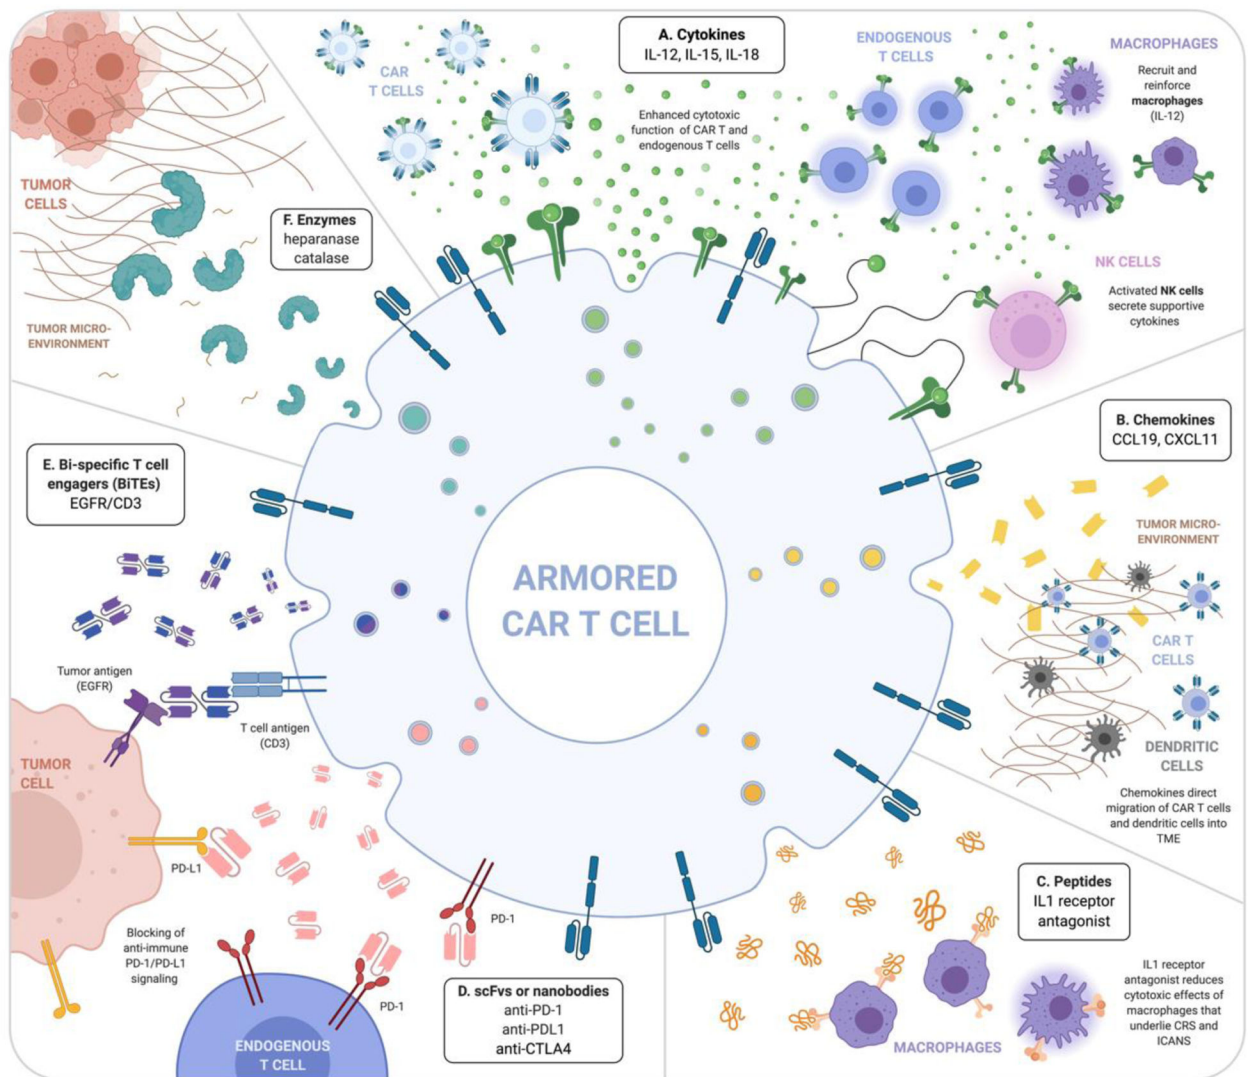 A. Cytokines
IL-12, IL-15, IL-18
CAR
T CELLS
Enhanced cytotoxic
function of CAR T and
endogenous T cells
ENDOGENOUS
T CELLS
MACROPHAGES
Recruit and
reinforce
macrophages
(IL-12)
NK CELLS
Activated NK cells
secrete supportive
cytokines
TUMOR
CELLS
F. Enzymes
heparanase
catalase
TUMOR MICRO-
ENVIRONMENT
B. Chemokines
CCL19, CXCL11
TUMOR MICRO-
ENVIRONMENT
CAR T
CELLS
DENDRITIC
CELLS
Chemokines direct
migration of CAR T cells
and dendritic cells into
TME
ARMORED
CAR T CELL
E. Bi-specific T cell
engagers (BiTEs)
EGFR/CD3
Tumor antigen
(EGFR)
T cell antigen
(CD3)
TUMOR
CELL
PD-L1
Blocking of
anti-immune
PD-1/PD-L1
signaling
PD-1
PD-1
ENDOGENOUS
T CELL
D. scFvs or nanobodies
anti-PD-1
anti-PDL1
anti-CTLA4
C. Peptides
IL1 receptor
antagonist
IL1 receptor
antagonist reduces
cytotoxic effects of
macrophages that
underlie CRS and
ICANS
MACROPHAGES